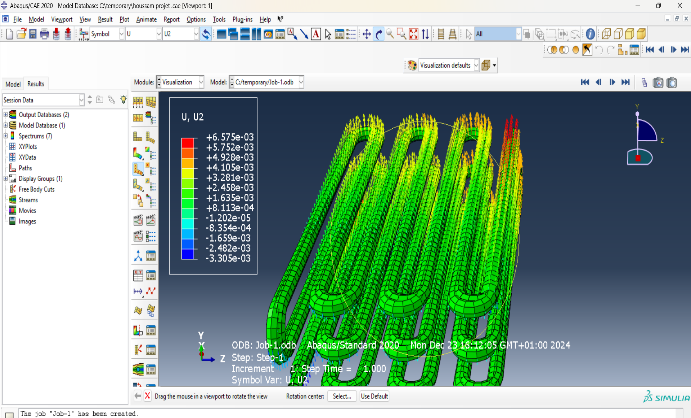 Abaqus/CAE 2020 - Model Database: C:\temporary\houssam projet.cae [Viewport: 1]
File Model Viewport View Result Plot Animate Report Options Tools Plug-ins Help
Symbol U U2 All
Visualization defaults
Model Results Module: Visualization Model: C:/temporary/Job-1.odb
Session Data
Output Databases (2)
Model Database (1)
Spectrums (7)
XYPlots
XYData
Paths
Display Groups (1)
Free Body Cuts
Streams
Movies
Images
U, U2
+6.575e-03
+5.752e-03
+4.928e-03
+4.105e-03
+3.281e-03
+2.458e-03
+1.635e-03
+8.113e-04
-1.202e-05
-8.354e-04
-1.659e-03
-2.482e-03
-3.305e-03
Y
Z
Y
Z
ODB: Job-1.odb Abaqus/Standard 2020 Mon Dec 23 16:12:05 GMT+01:00 2024
Step: Step-1
Increment 1: Step Time = 1.000
Symbol Var: U, U2
Drag the mouse in a viewport to rotate the view Rotation center: Select... Use Default
SIMULIA
The job "Job-1" has been created.